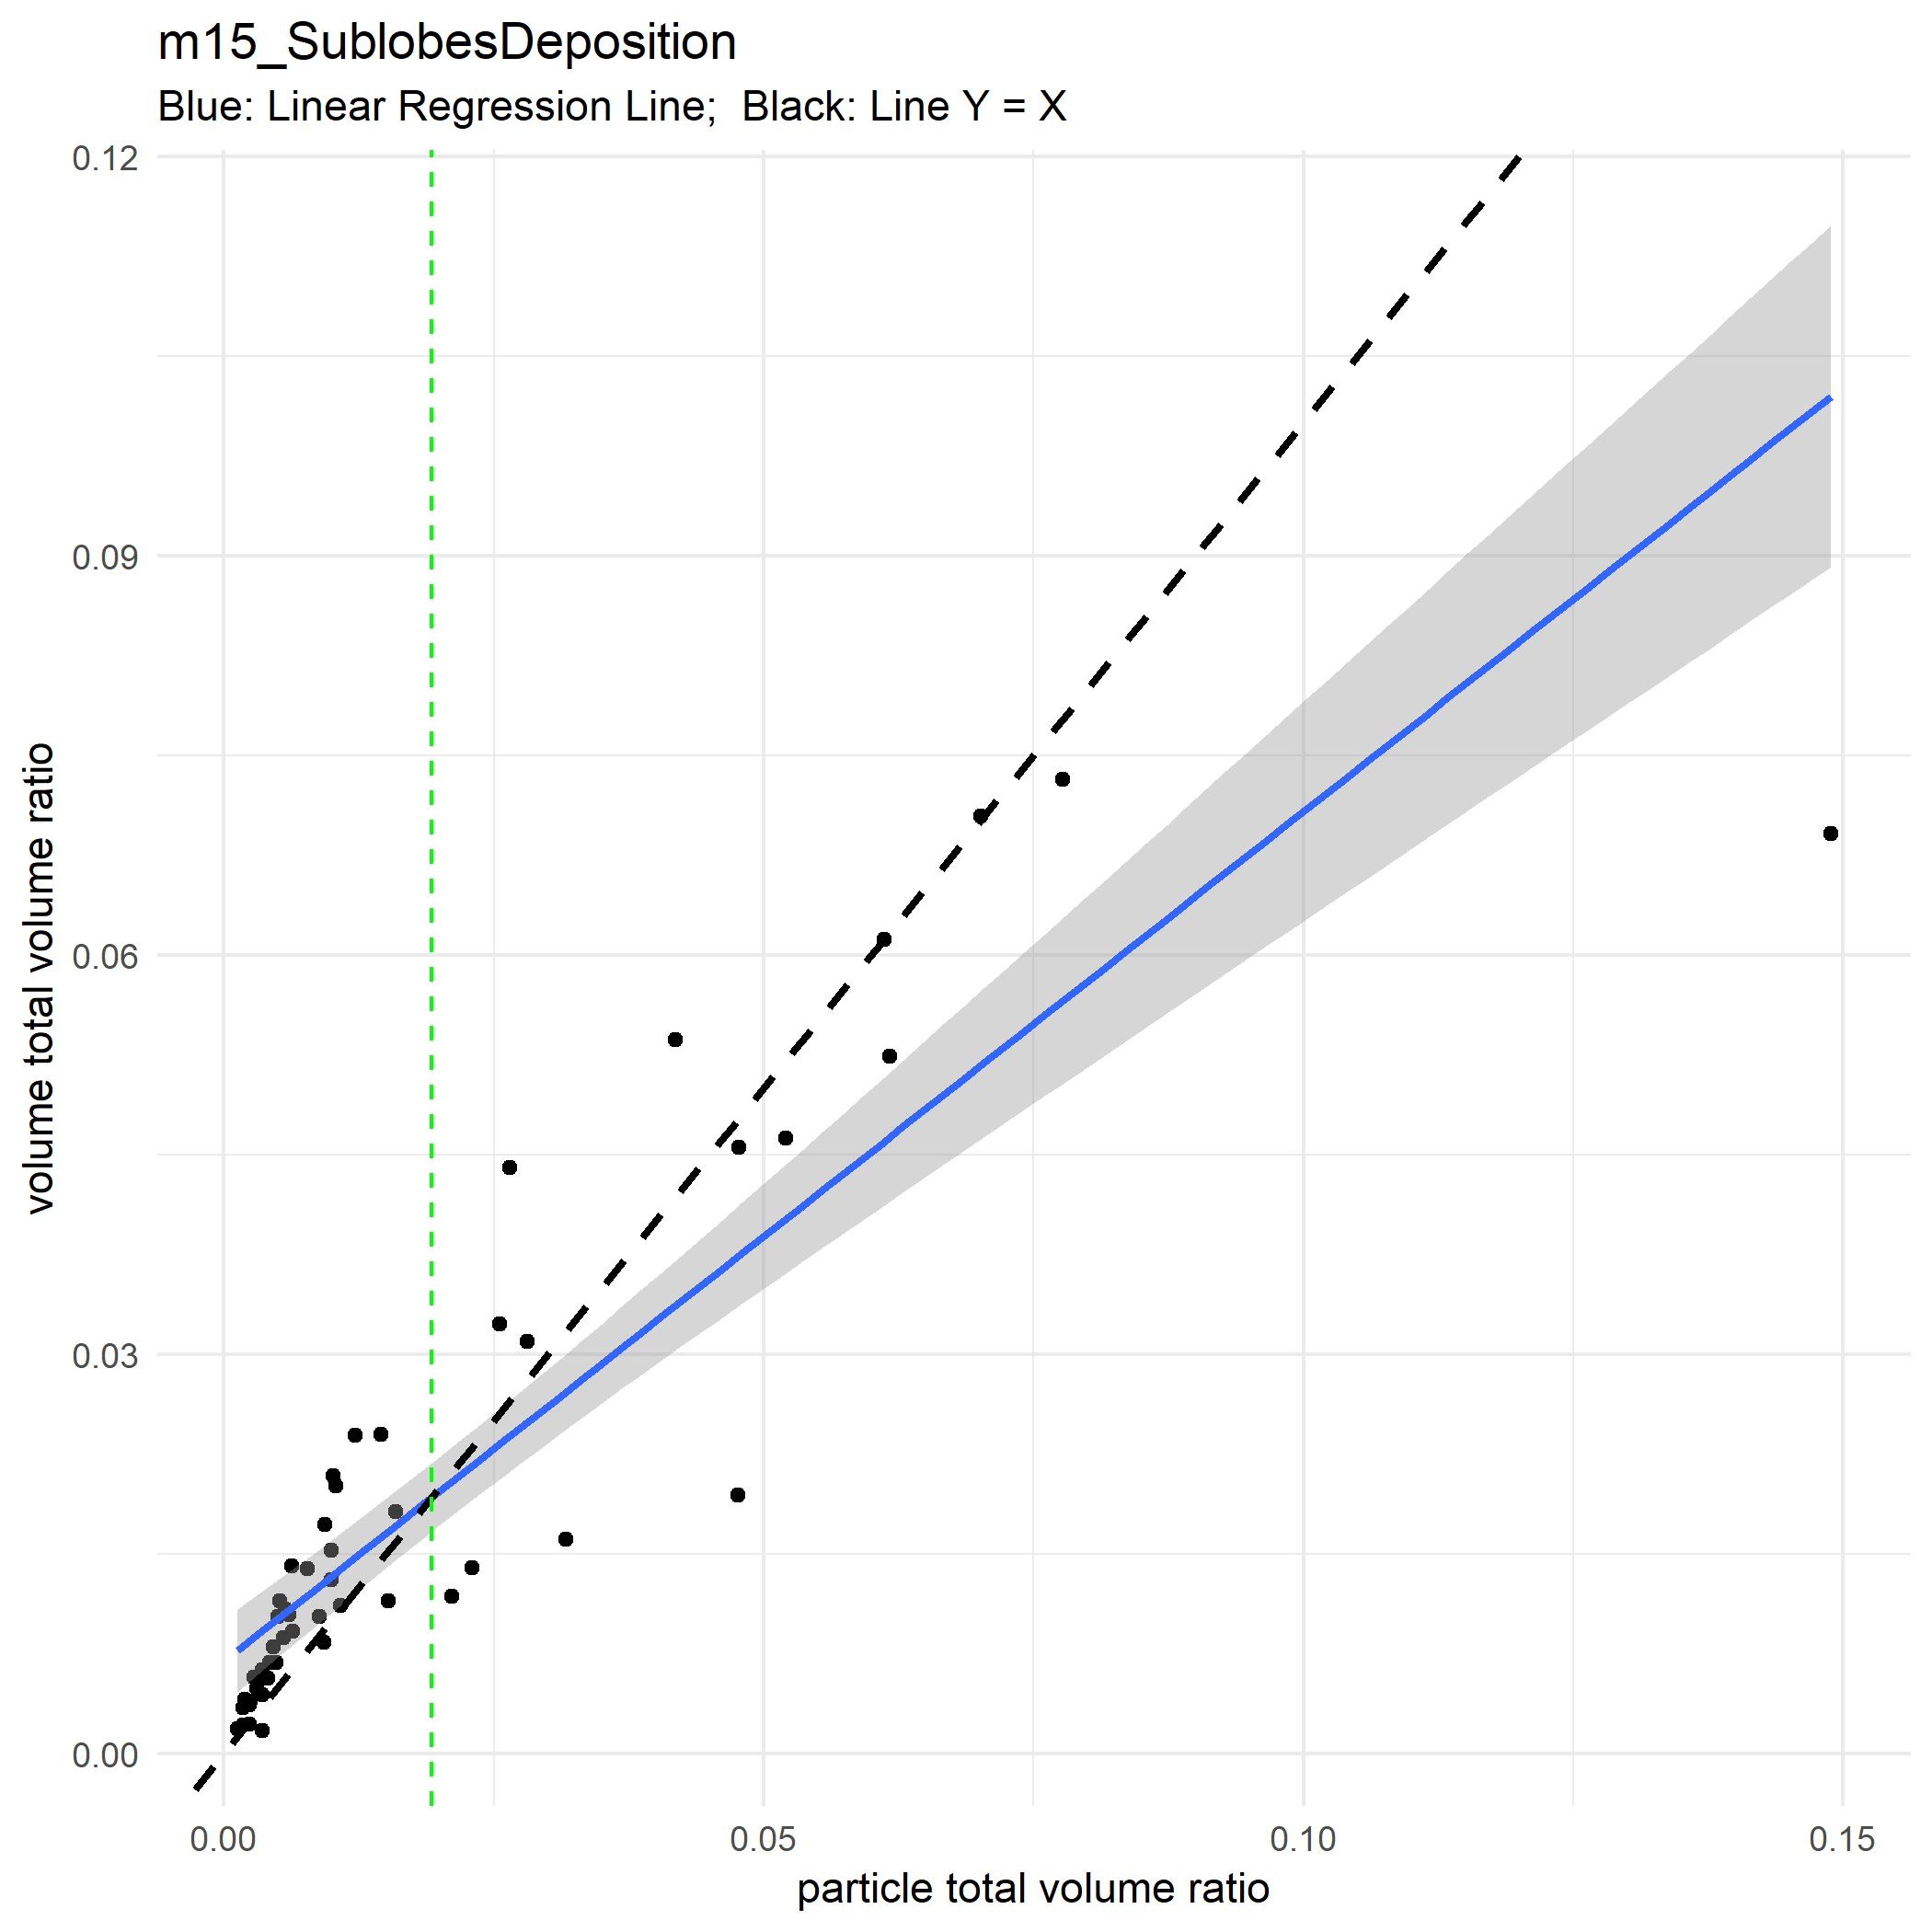 m15_SublobesDeposition
Blue: Linear Regression Line;  Black: Line Y = X
0.12
0.09
0.06
0.03
0.00
volume total volume ratio
0.00 0.05 0.10 0.15
particle total volume ratio